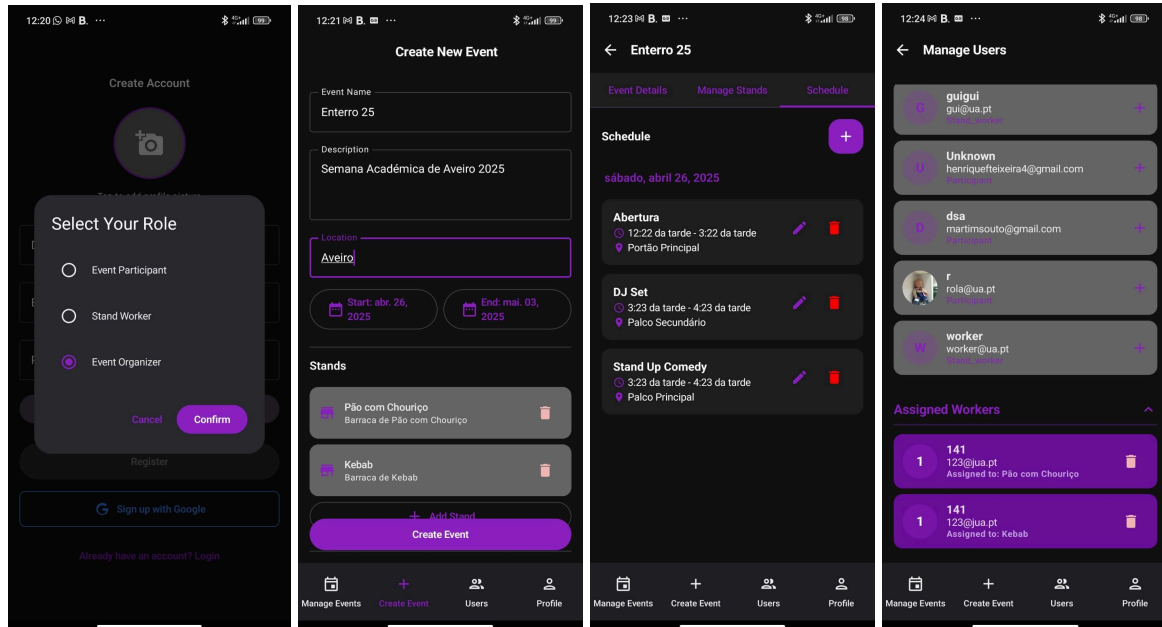 12:20 B. ...
4G+ 99
Create Account
Tap to add profile picture
Select Your Role
Event Participant
Stand Worker
Event Organizer
Cancel Confirm
Register
G Sign up with Google
Already have an account? Login
12:21 B. ...
4G+ 99
Create New Event
Event Name
Enterro 25
Description
Semana Académica de Aveiro 2025
Location
Aveiro
Start: abr. 26,
2025
End: mai. 03,
2025
Stands
Pão com Chouriço
Barraca de Pão com Chouriço
Kebab
Barraca de Kebab
+ Add Stand
Create Event
Manage Events Create Event Users Profile
12:23 B. ...
4G+ 98
Enterro 25
Event Details Manage Stands Schedule
Schedule
+
sábado, abril 26, 2025
Abertura
12:22 da tarde - 3:22 da tarde
Portão Principal
DJ Set
3:23 da tarde - 4:23 da tarde
Palco Secundário
Stand Up Comedy
3:23 da tarde - 4:23 da tarde
Palco Principal
Manage Events Create Event Users Profile
12:24 B. ...
4G+ 98
Manage Users
G
guigui
gui@ua.pt
Stand_worker
U
Unknown
henriquefteixeira4@gmail.com
Participant
D
dsa
martimsouto@gmail.com
Participant
r
rola@ua.pt
Participant
W
worker
worker@ua.pt
Stand_worker
Assigned Workers
1
141
123@jua.pt
Assigned to: Pão com Chouriço
1
141
123@jua.pt
Assigned to: Kebab
Manage Events Create Event Users Profile